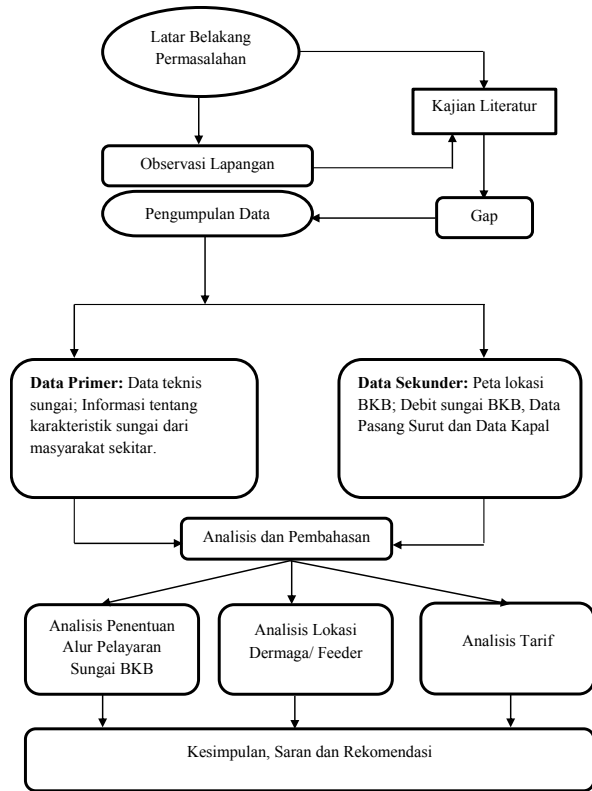 Latar Belakang
Permasalahan
Kajian Literatur
Observasi Lapangan
Pengumpulan Data
Gap
Data Primer: Data teknis
sungai; Informasi tentang
karakteristik sungai dari
masyarakat sekitar.
Data Sekunder: Peta lokasi
BKB; Debit sungai BKB, Data
Pasang Surut dan Data Kapal
Analisis dan Pembahasan
Analisis Penentuan
Alur Pelayaran
Sungai BKB
Analisis Lokasi
Dermaga/ Feeder
Analisis Tarif
Kesimpulan, Saran dan Rekomendasi